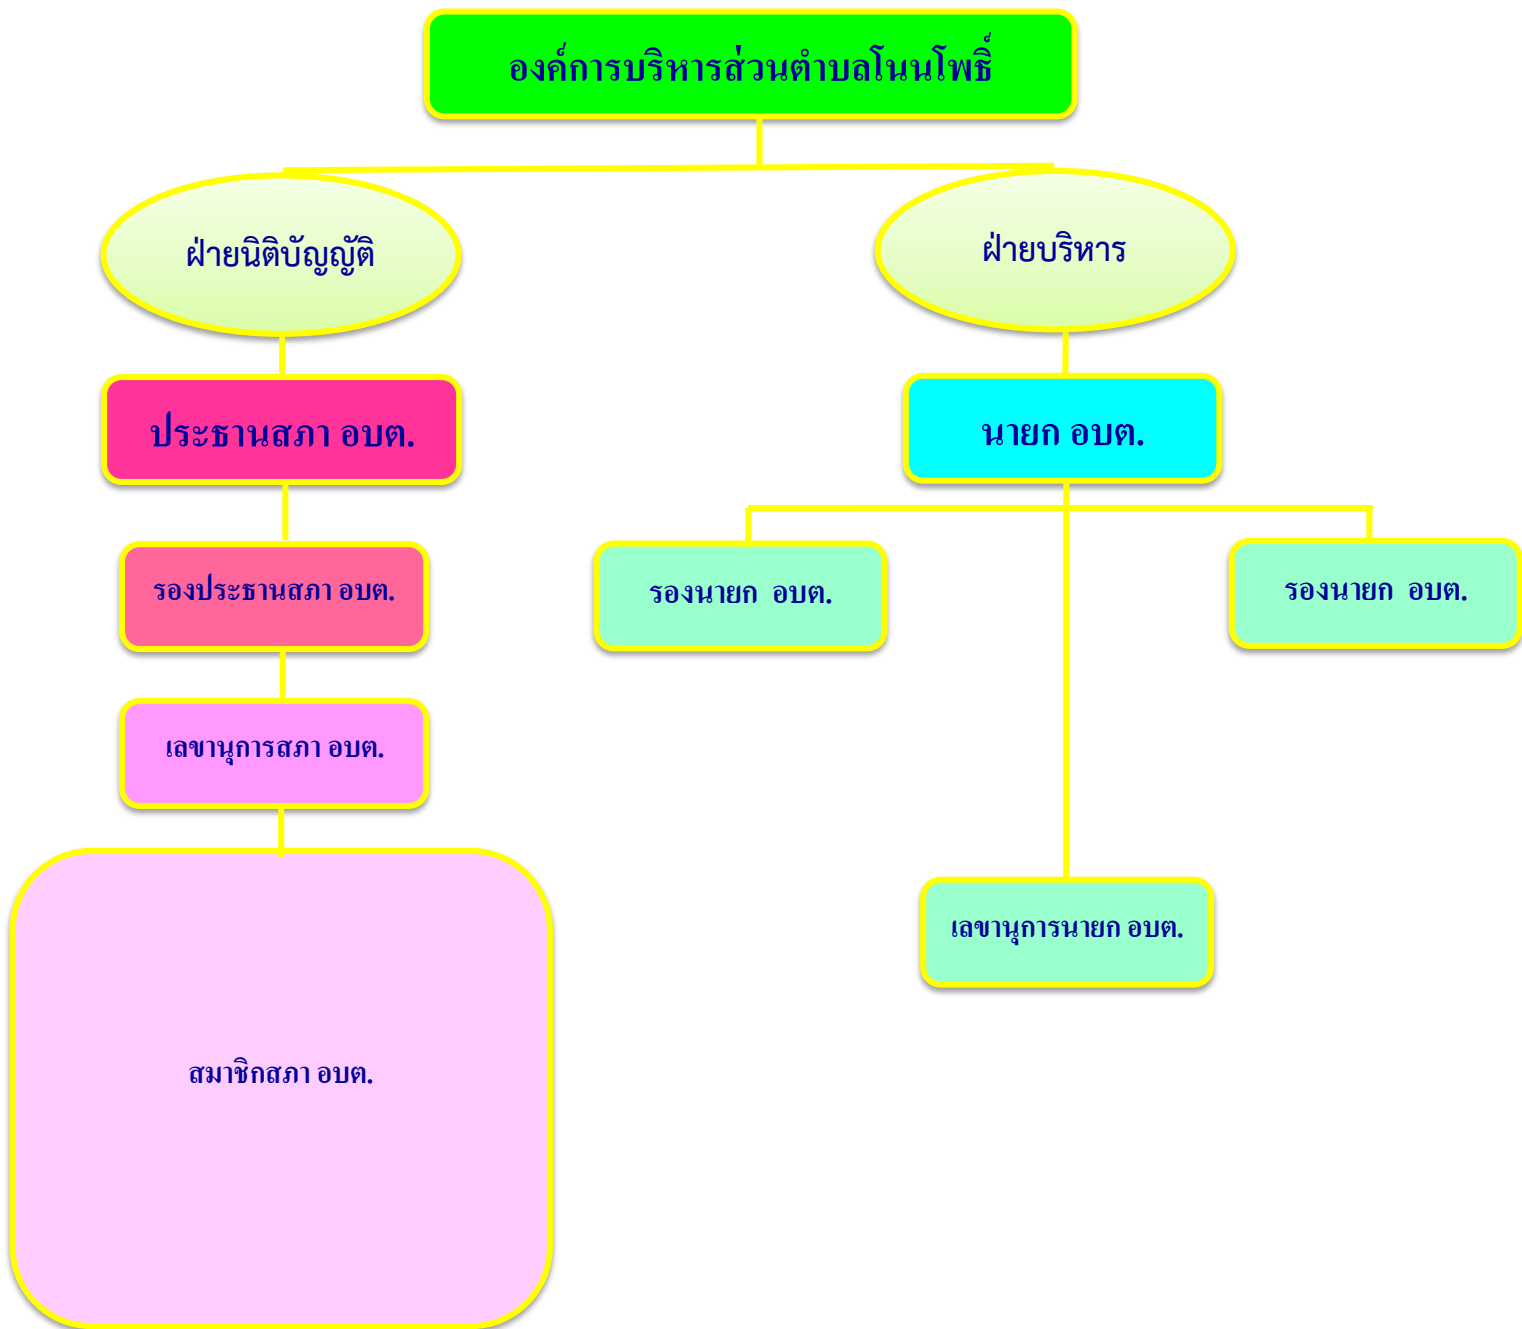 องค์การบริหารส่วนตำบลโนนโพธิ์
ฝ่ายนิติบัญญัติ
ฝ่ายบริหาร
ประธานสภา อบต.
นายก อบต.
รองประธานสภา อบต.
รองนายก  อบต.
รองนายก  อบต.
เลขานุการสภา อบต.
เลขานุการนายก อบต.
สมาชิกสภา อบต.